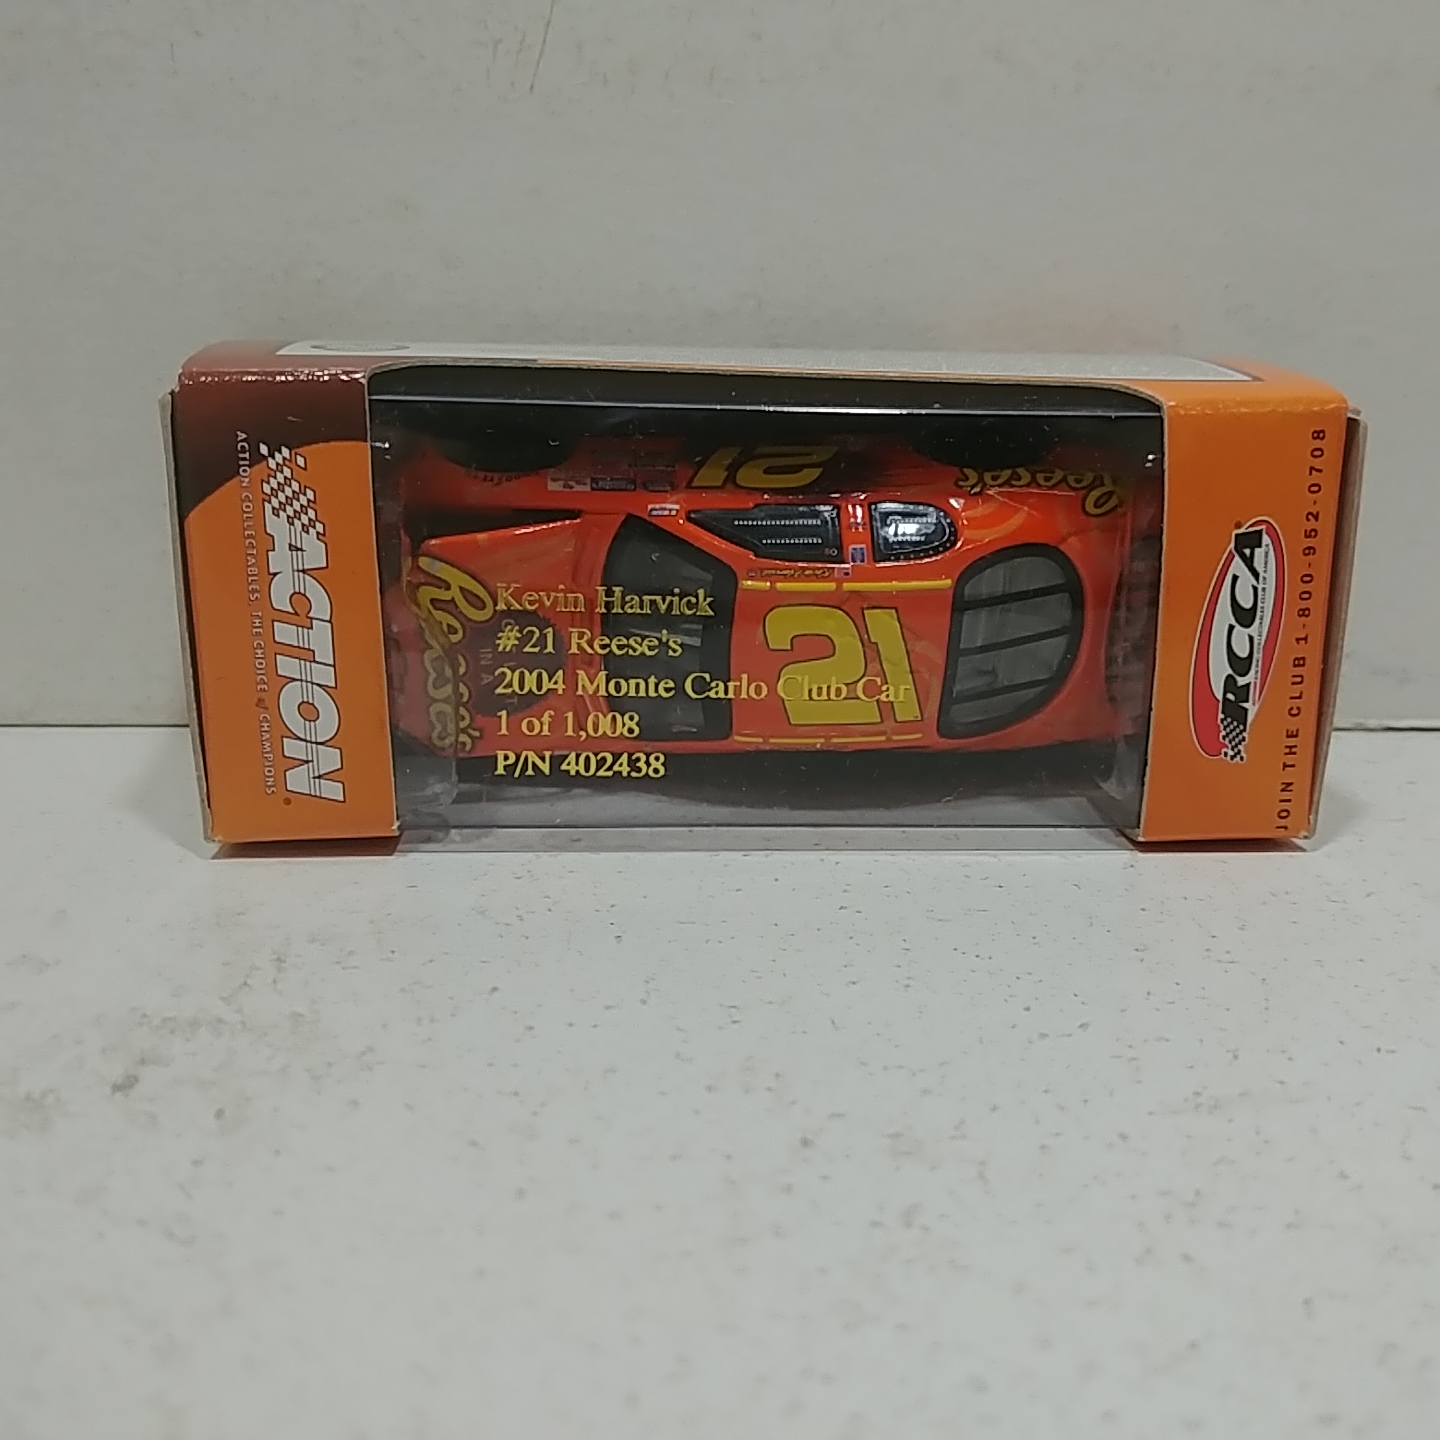 ACTION
ACTION COLLECTABLES, THE CHOICE of CHAMPIONS
Kevin Harvick
#21 Reese's
2004 Monte Carlo Club Car
1 of 1,008
P/N 402438
21
Reese's
21
Reese's
RCCA
JOIN THE CLUB 1-800-952-0708